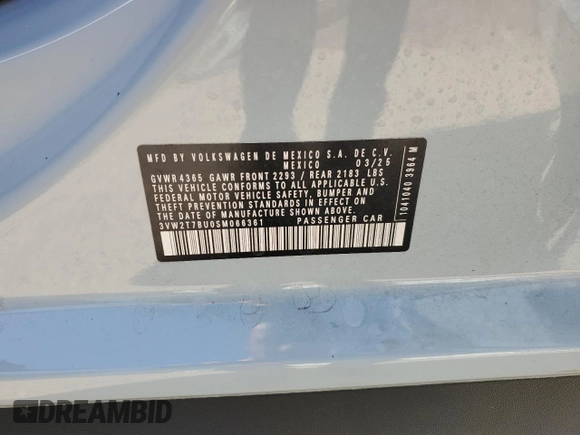 MFD BY VOLKSWAGEN DE MEXICO S.A. DE C.V.
MEXICO 03/25
GVWR 4365 GAWR FRONT 2293 / REAR 2183 LBS
THIS VEHICLE CONFORMS TO ALL APPLICABLE U.S.
FEDERAL MOTOR VEHICLE SAFETY, BUMPER AND
THEFT PREVENTION STANDARDS IN EFFECT ON THE
DATE OF MANUFACTURE SHOWN ABOVE.
3VW2T7BU0SM066361 PASSENGER CAR
1041040 3964 M
DREAMBID